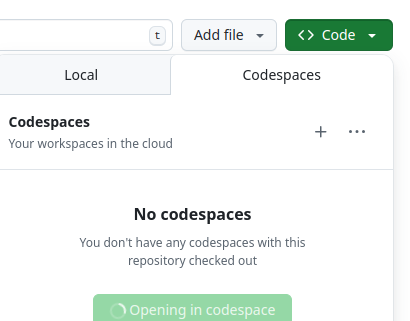 t
Add file
Code
Local
Codespaces
Codespaces
Your workspaces in the cloud
No codespaces
You don't have any codespaces with this
repository checked out
Opening in codespace